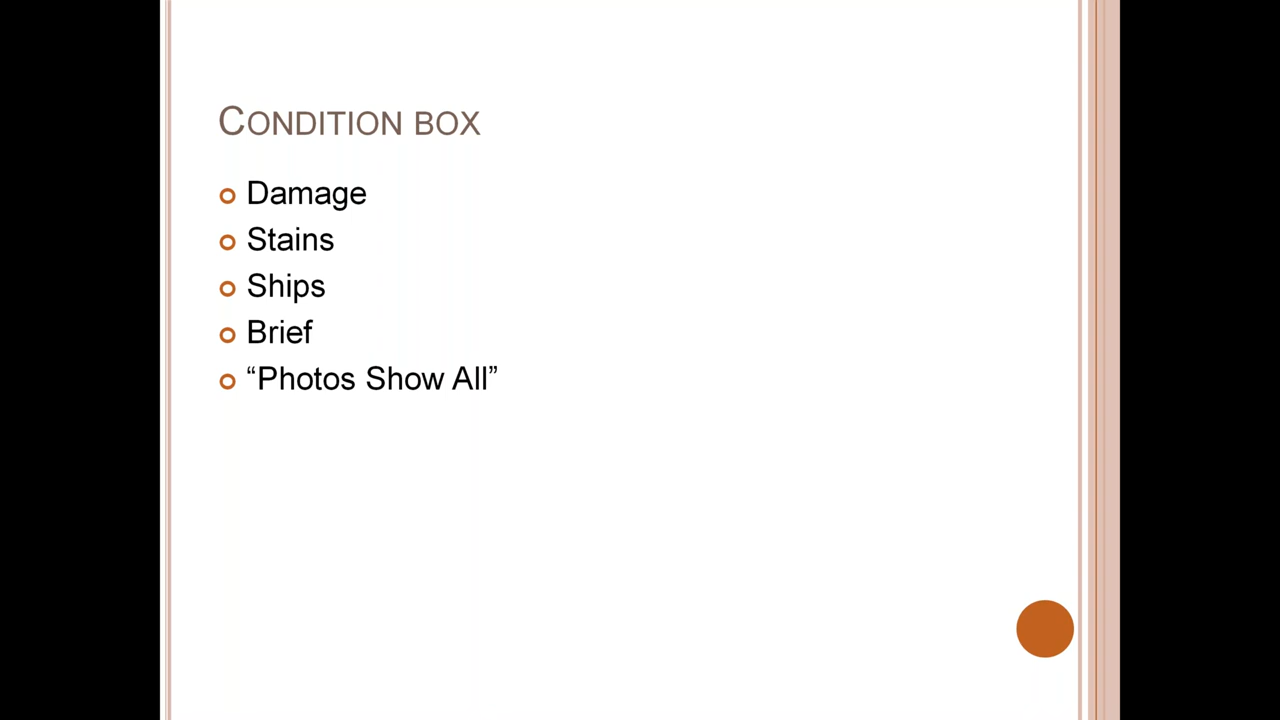 CONDITION BOX
Damage
Stains
Ships
Brief
“Photos Show All”